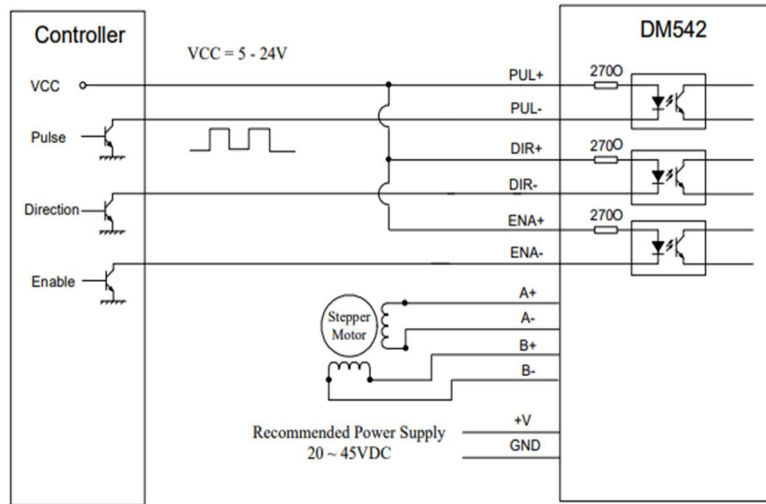 Controller
DM542
VCC = 5 - 24V
VCC
PUL+
270O
PUL-
Pulse
DIR+
270O
DIR-
Direction
ENA+
270O
ENA-
Enable
A+
Stepper
Motor
A-
B+
B-
+V
Recommended Power Supply
GND
20 ~ 45VDC